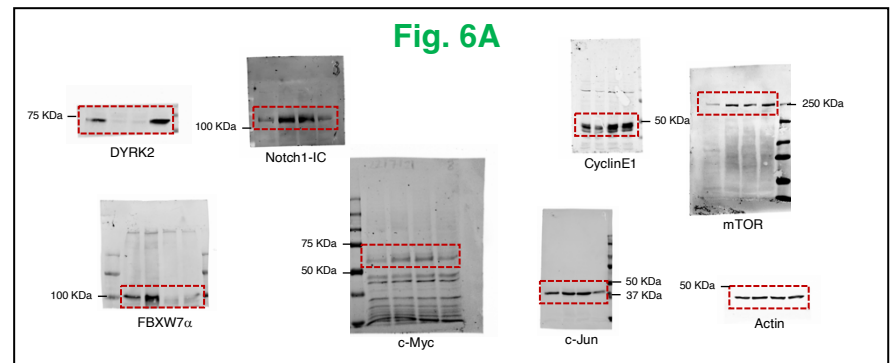 Fig. 6A
75 KDa
DYRK2
100 KDa
Notch1-IC
50 KDa
CyclinE1
250 KDa
mTOR
100 KDa
FBXW7α
75 KDa
50 KDa
c-Myc
50 KDa
37 KDa
c-Jun
50 KDa
Actin